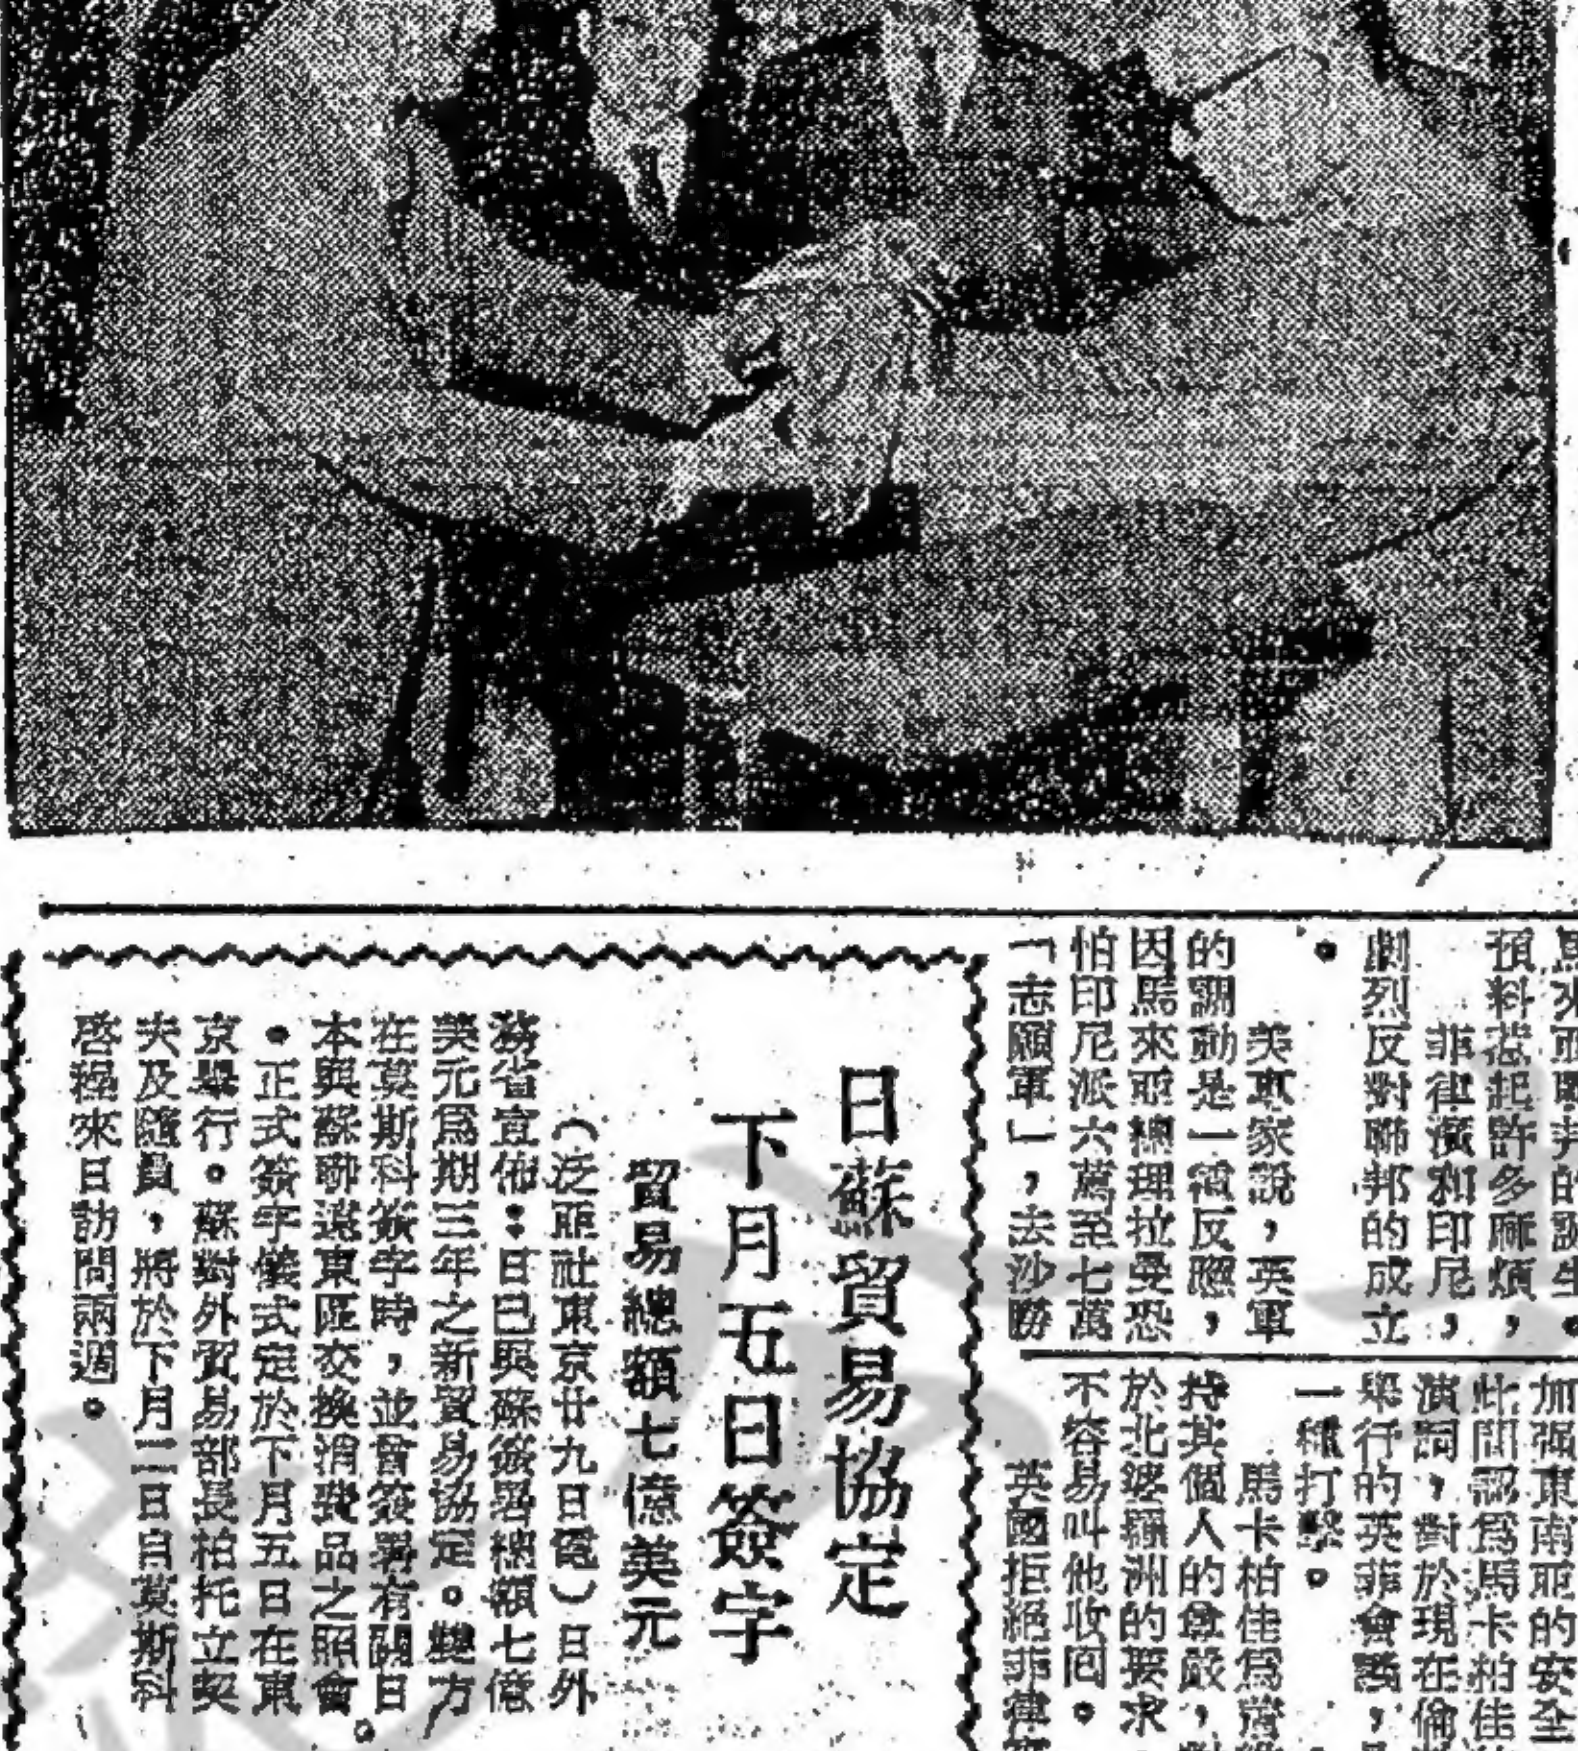 預料惹起許多麻煩，
菲律濱和印尼，
劇烈反對聯邦的成立
。
美專家說，英軍
的調動是一種反應，
因馬來亞總理拉曼恐
怕印尼派六萬至七萬
「志願軍」，去沙勝
加强東南亞的安全
此間認爲馬卡柏佳
演詞，對於現在倫
舉行的英菲會議，
一種打擊。
馬卡柏佳爲
持其個人的尊嚴，對
於北婆羅洲的要求，
不容易叫他收回。
英國拒絕菲律賓
日蘇貿易協定
下月五日簽字
貿易總額七億美元
（泛亞社東京廿九日電）日外
務省宣佈：日已與蘇簽署總額七億
美元爲期三年之新貿易協定。雙方
在莫斯科簽字時，並曾簽署有關日
本與蘇聯遠東區交換消費品之照會
。正式簽字儀式定於下月五日在東
京舉行。蘇對外貿易部長柏托立契
夫及隨員，將於下月二日自莫斯科
啓程來日訪問兩週。